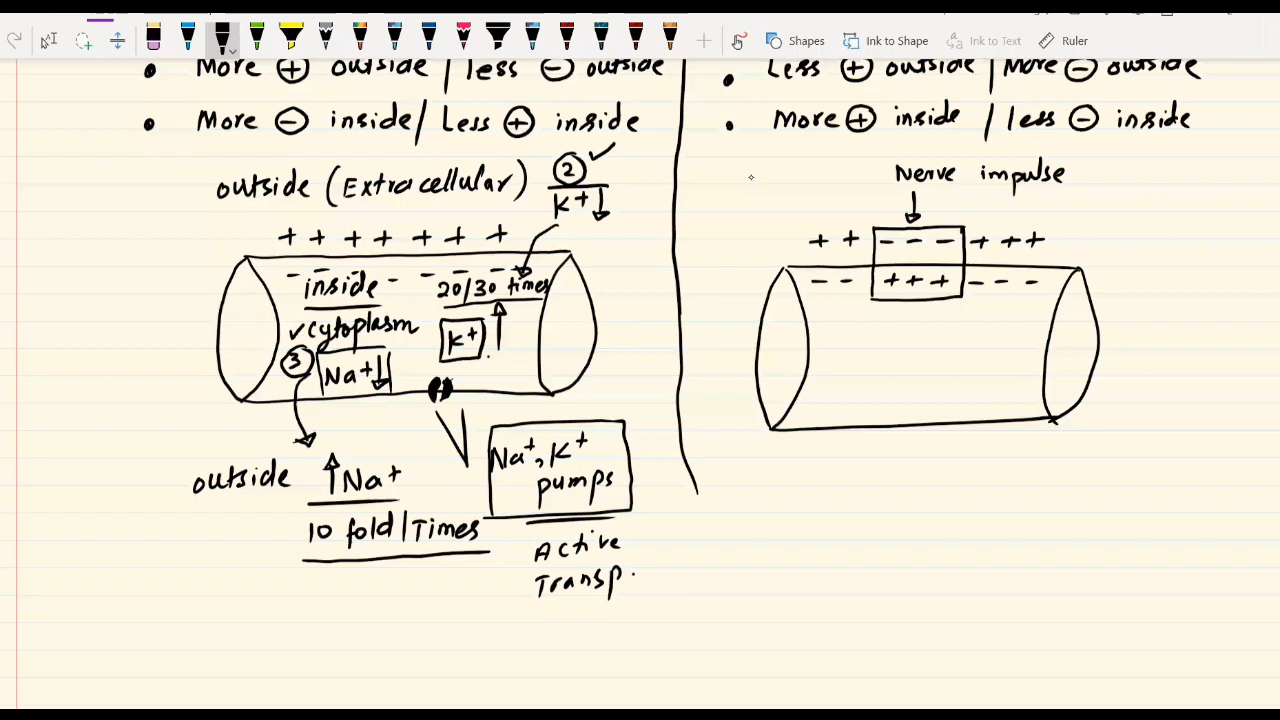 Shapes
Ink to Shape
Ink to Text
Ruler
• More + outside / less − outside
• More − inside / Less + inside
outside (Extracellular)
2 ✓
K+ ↓
+ + + + + + +
− − − − − − − −
inside
20/30 times
✓ cytoplasm
K+ ↑
3
Na+ ↓
outside ↑ Na+
10 fold / Times
Na+, K+
pumps
Active
Transp.
• Less + outside / More − outside
• More + inside / less − inside
Nerve impulse
+ + − − − + + +
− − + + + − − −